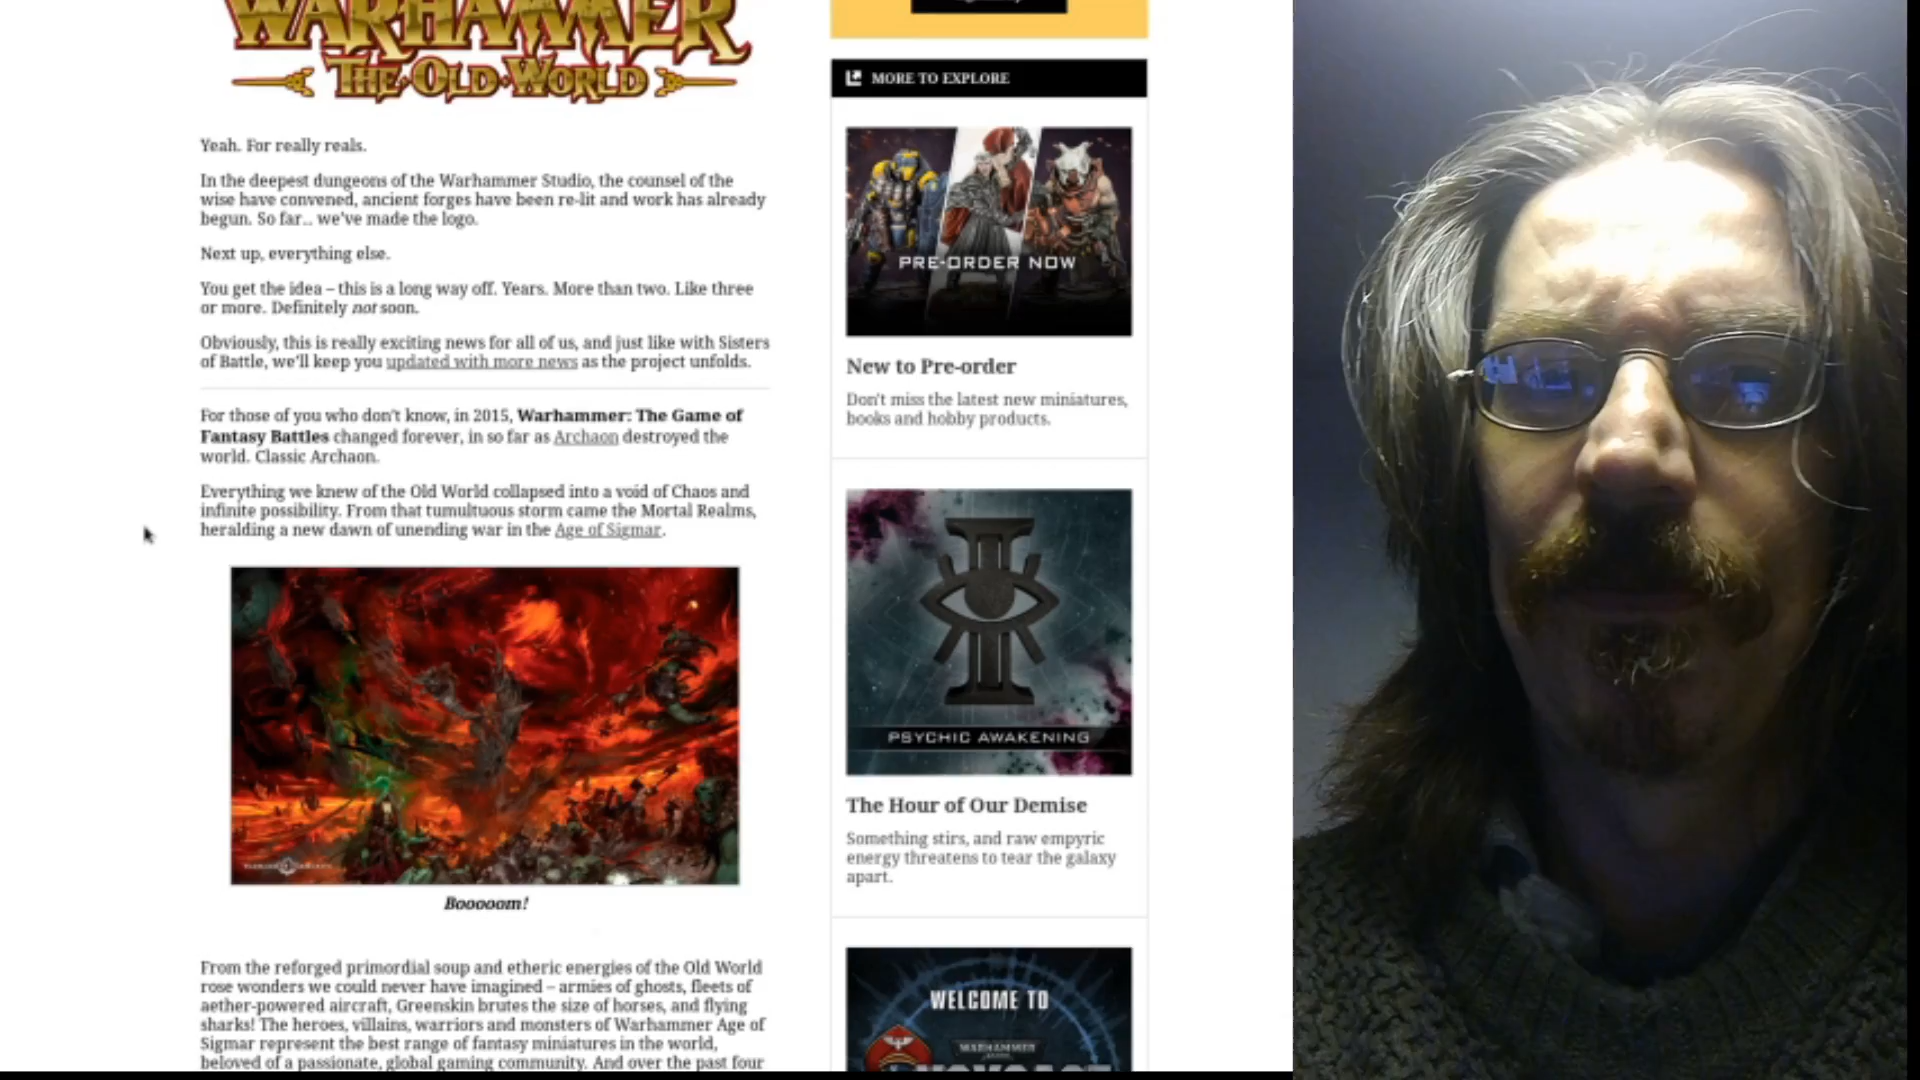 WARHAMMER
THE OLD WORLD
Yeah. For really reals.
In the deepest dungeons of the Warhammer Studio, the counsel of the
wise have convened, ancient forges have been re-lit and work has already
begun. So far… we've made the logo.
Next up, everything else.
You get the idea – this is a long way off. Years. More than two. Like three
or more. Definitely not soon.
Obviously, this is really exciting news for all of us, and just like with Sisters
of Battle, we'll keep you updated with more news as the project unfolds.
For those of you who don't know, in 2015, Warhammer: The Game of
Fantasy Battles changed forever, in so far as Archaon destroyed the
world. Classic Archaon.
Everything we knew of the Old World collapsed into a void of Chaos and
infinite possibility. From that tumultuous storm came the Mortal Realms,
heralding a new dawn of unending war in the Age of Sigmar.
Booooom!
From the reforged primordial soup and etheric energies of the Old World
rose wonders we could never have imagined – armies of ghosts, fleets of
aether-powered aircraft, Greenskin brutes the size of horses, and flying
sharks! The heroes, villains, warriors and monsters of Warhammer Age of
Sigmar represent the best range of fantasy miniatures in the world,
beloved of a passionate, global gaming community. And over the past four
MORE TO EXPLORE
PRE-ORDER NOW
New to Pre-order
Don't miss the latest new miniatures,
books and hobby products.
PSYCHIC AWAKENING
The Hour of Our Demise
Something stirs, and raw empyric
energy threatens to tear the galaxy
apart.
WELCOME TO
WARHAMMER